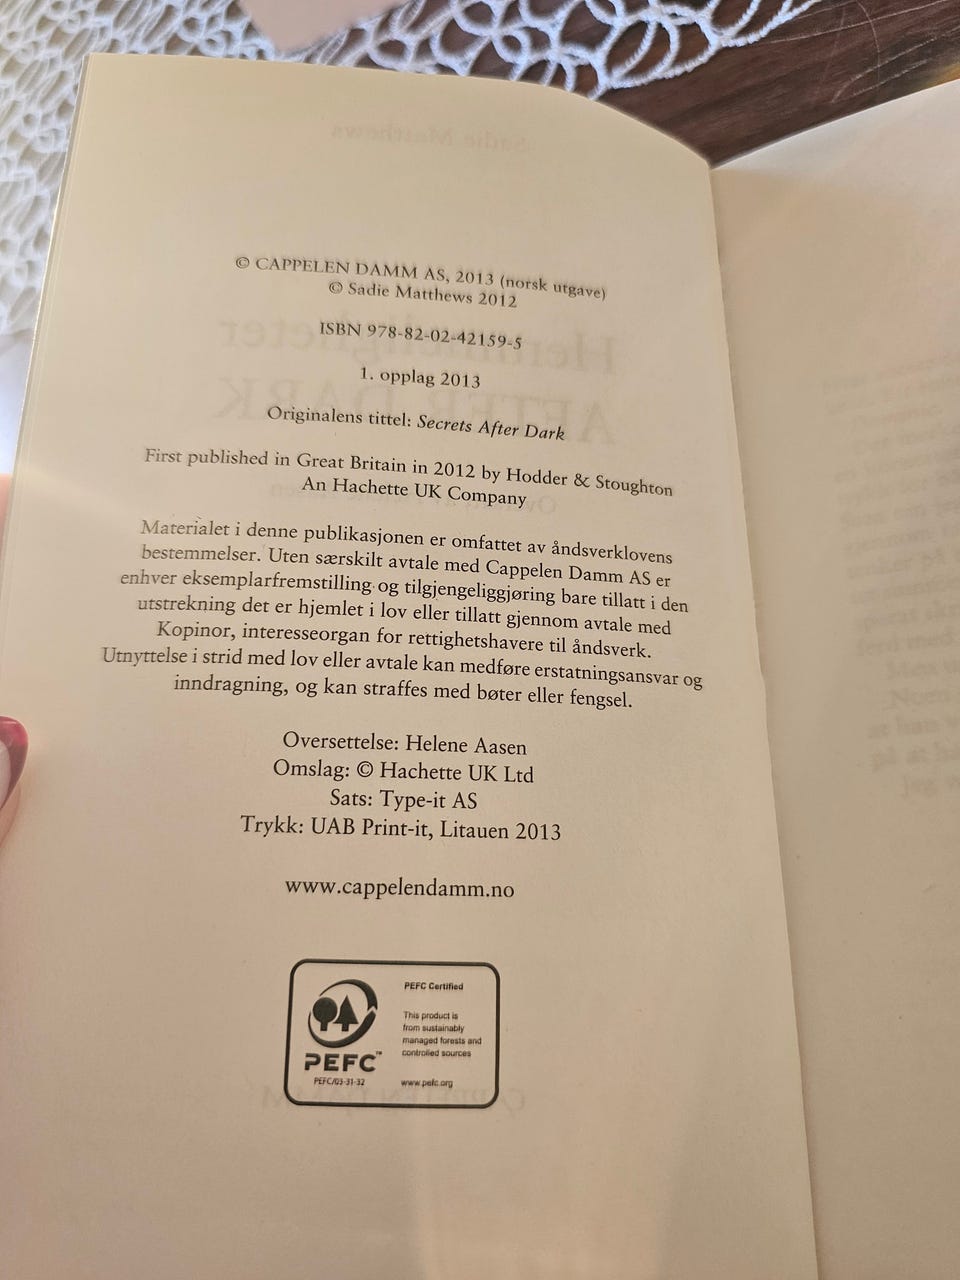 © CAPPELEN DAMM AS, 2013 (norsk utgave)
© Sadie Matthews 2012
ISBN 978-82-02-42159-5
1. opplag 2013
Originalens tittel: Secrets After Dark
First published in Great Britain in 2012 by Hodder & Stoughton
An Hachette UK Company
Materialet i denne publikasjonen er omfattet av åndsverklovens
bestemmelser. Uten særskilt avtale med Cappelen Damm AS er
enhver eksemplarfremstilling og tilgjengeliggjøring bare tillatt i den
utstrekning det er hjemlet i lov eller tillatt gjennom avtale med
Kopinor, interesseorgan for rettighetshavere til åndsverk.
Utnyttelse i strid med lov eller avtale kan medføre erstatningsansvar og
inndragning, og kan straffes med bøter eller fengsel.
Oversettelse: Helene Aasen
Omslag: © Hachette UK Ltd
Sats: Type-it AS
Trykk: UAB Print-it, Litauen 2013
www.cappelendamm.no
PEFC Certified
This product is
from sustainably
managed forests and
controlled sources
www.pefc.org
PEFC™
PEFC/03-31-32